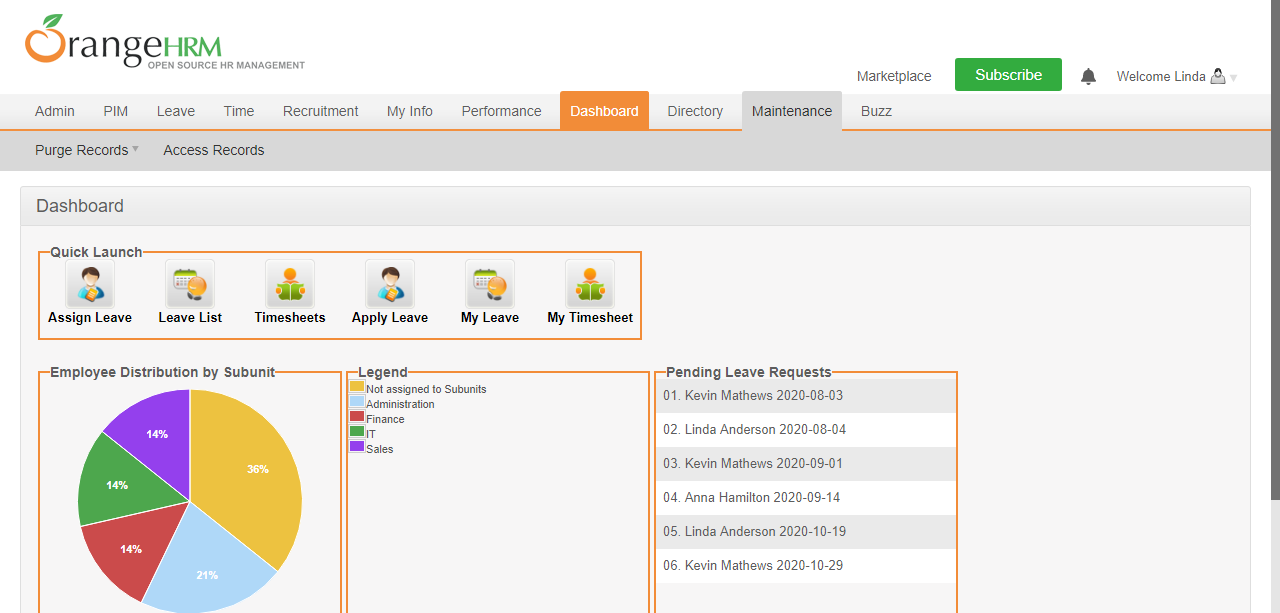 OrangeHRM
OPEN SOURCE HR MANAGEMENT
Marketplace Subscribe Welcome Linda
Admin PIM Leave Time Recruitment My Info Performance Dashboard Directory Maintenance Buzz
Purge Records Access Records
Dashboard
Quick Launch
Assign Leave Leave List Timesheets Apply Leave My Leave My Timesheet
Employee Distribution by Subunit
14%
36%
14%
14%
21%
Legend
Not assigned to Subunits
Administration
Finance
IT
Sales
Pending Leave Requests
01. Kevin Mathews 2020-08-03
02. Linda Anderson 2020-08-04
03. Kevin Mathews 2020-09-01
04. Anna Hamilton 2020-09-14
05. Linda Anderson 2020-10-19
06. Kevin Mathews 2020-10-29